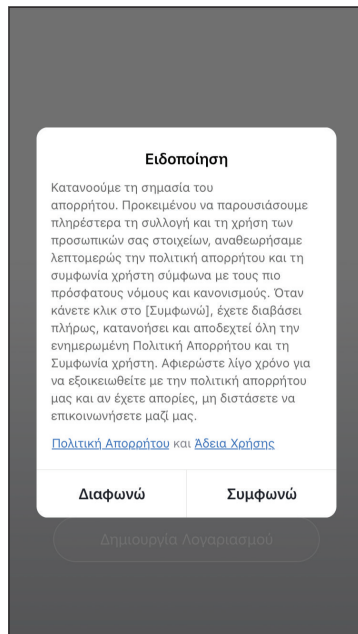 Ειδοποίηση
Κατανοούμε τη σημασία του
απορρήτου. Προκειμένου να παρουσιάσουμε
πληρέστερα τη συλλογή και τη χρήση των
προσωπικών σας στοιχείων, αναθεωρήσαμε
λεπτομερώς την πολιτική απορρήτου και τη
συμφωνία χρήστη σύμφωνα με τους πιο
πρόσφατους νόμους και κανονισμούς. Όταν
κάνετε κλικ στο [Συμφωνώ], έχετε διαβάσει
πλήρως, κατανοήσει και αποδεχτεί όλη την
ενημερωμένη Πολιτική Απορρήτου και τη
Συμφωνία χρήστη. Αφιερώστε λίγο χρόνο για
να εξοικειωθείτε με την πολιτική απορρήτου
μας και αν έχετε απορίες, μη διστάσετε να
επικοινωνήσετε μαζί μας.
Πολιτική Απορρήτου και Άδεια Χρήσης
Διαφωνώ Συμφωνώ
Δημιουργία Λογαριασμού